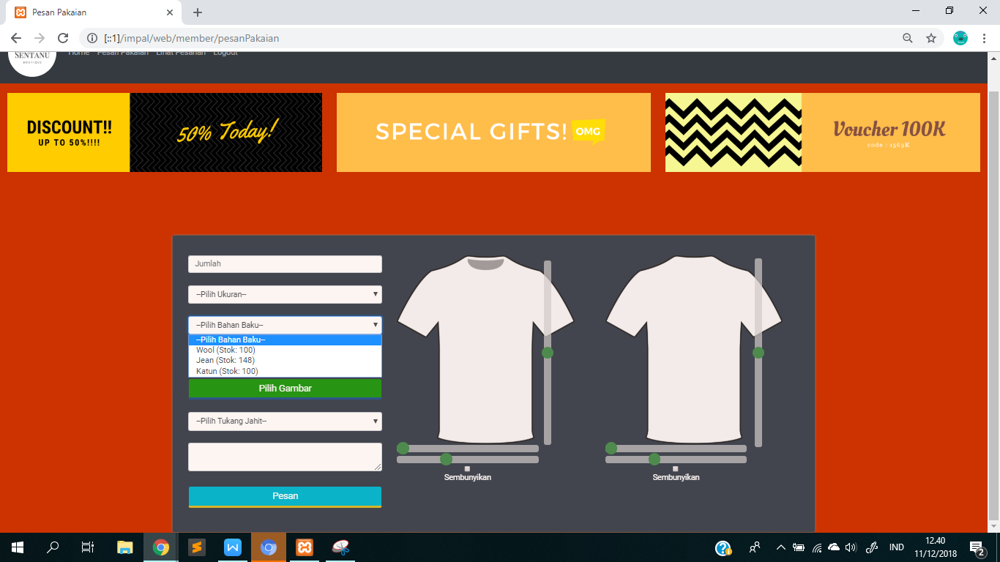 Pesan Pakaian
[::1]/impal/web/member/pesanPakaian
SENTANU
BOUTIQUE
Home Pesan Pakaian Lihat Pesanan Logout
DISCOUNT!!
UP TO 50%!!!!
50% Today!
SPECIAL GIFTS! OMG
Voucher 100K
code : 1569K
Jumlah
--Pilih Ukuran--
--Pilih Bahan Baku--
--Pilih Bahan Baku--
Wool (Stok: 100)
Jean (Stok: 148)
Katun (Stok: 100)
Pilih Gambar
--Pilih Tukang Jahit--
Pesan
Sembunyikan
Sembunyikan
IND
12.40
11/12/2018
2